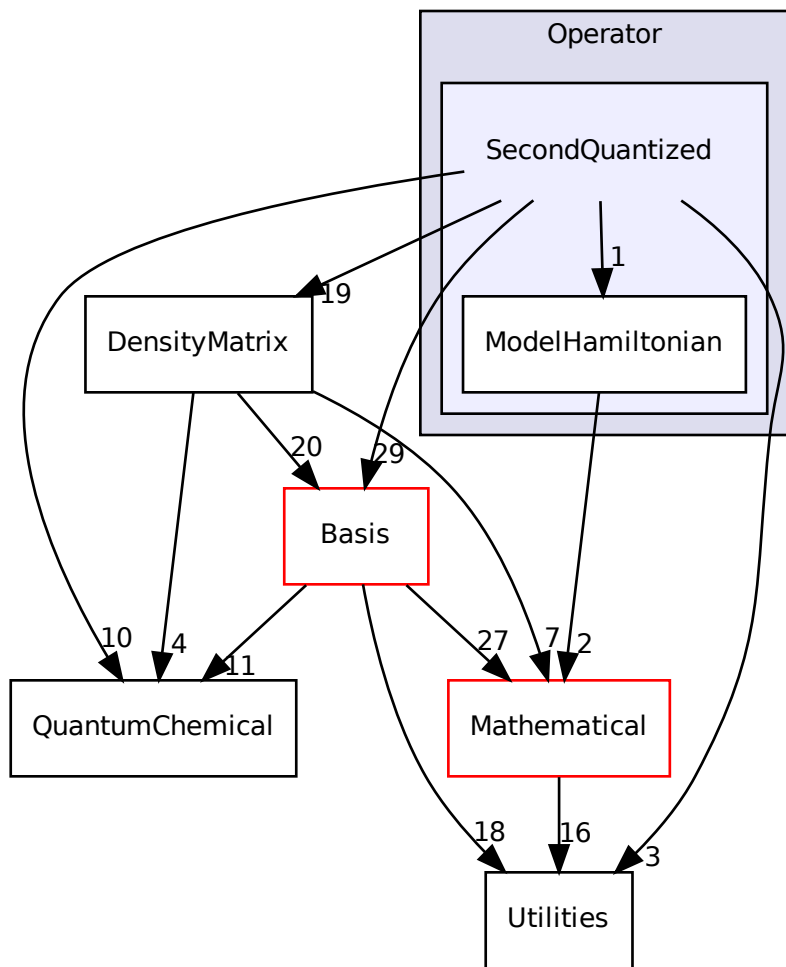 Operator
SecondQuantized
1
19
DensityMatrix
ModelHamiltonian
20
29
Basis
10
4
11
27
7
2
QuantumChemical
Mathematical
18
16
3
Utilities